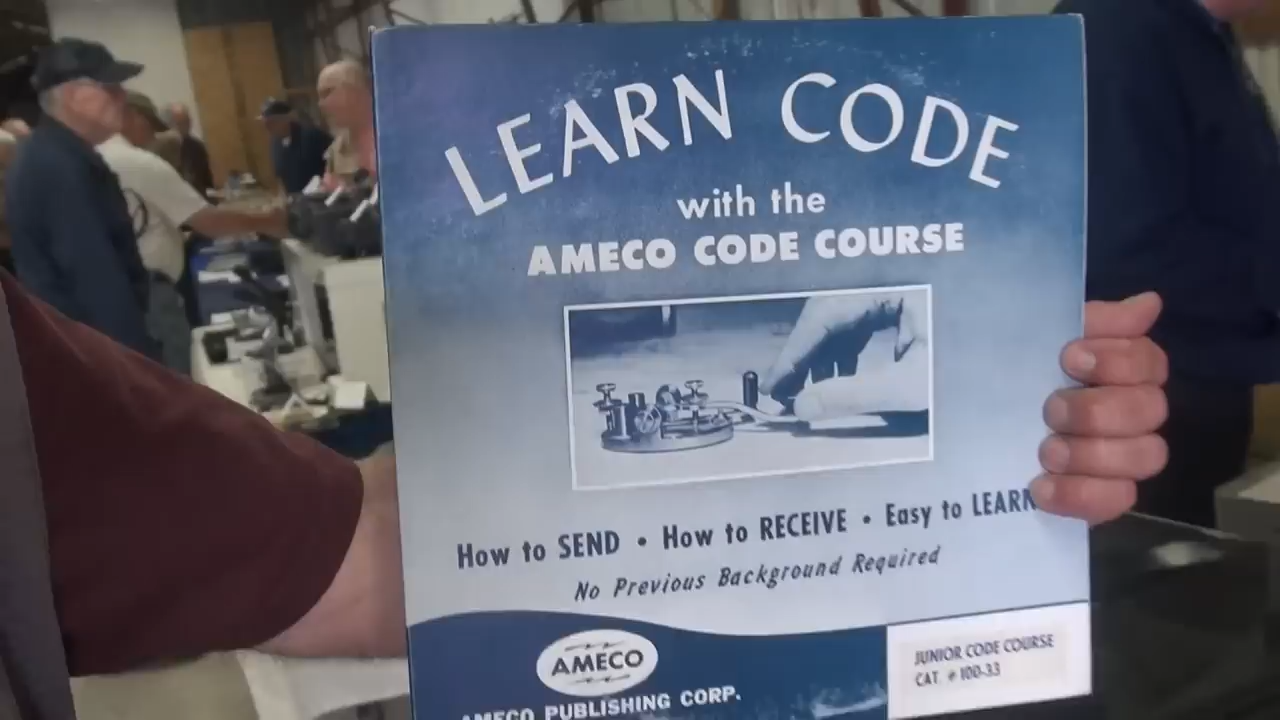 LEARN CODE
with the
AMECO CODE COURSE
How to SEND • How to RECEIVE • Easy to LEARN
No Previous Background Required
AMECO
AMECO PUBLISHING CORP.
JUNIOR CODE COURSE
CAT. # 100-33